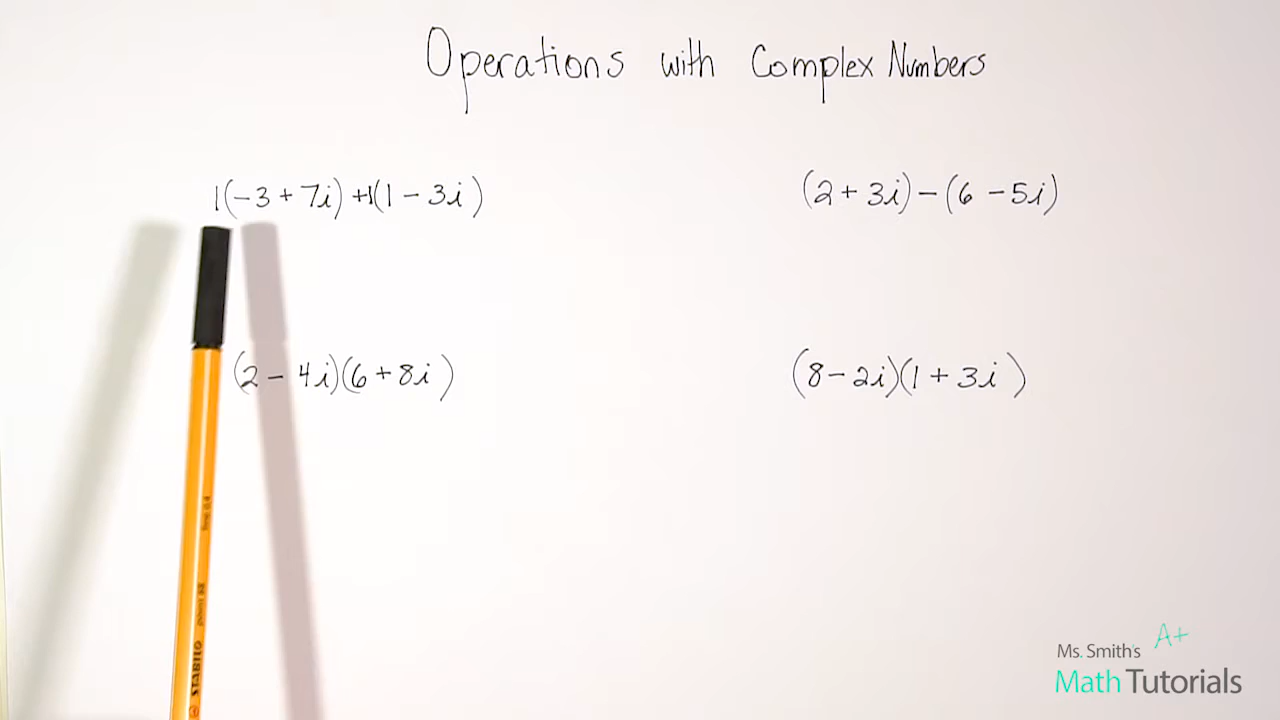 Operations with Complex Numbers
1(-3 + 7i) +1(1 - 3i)
(2 + 3i) - (6 - 5i)
(2 - 4i)(6 + 8i)
(8 - 2i)(1 + 3i)
STABILO
Ms. Smith's A+
Math Tutorials